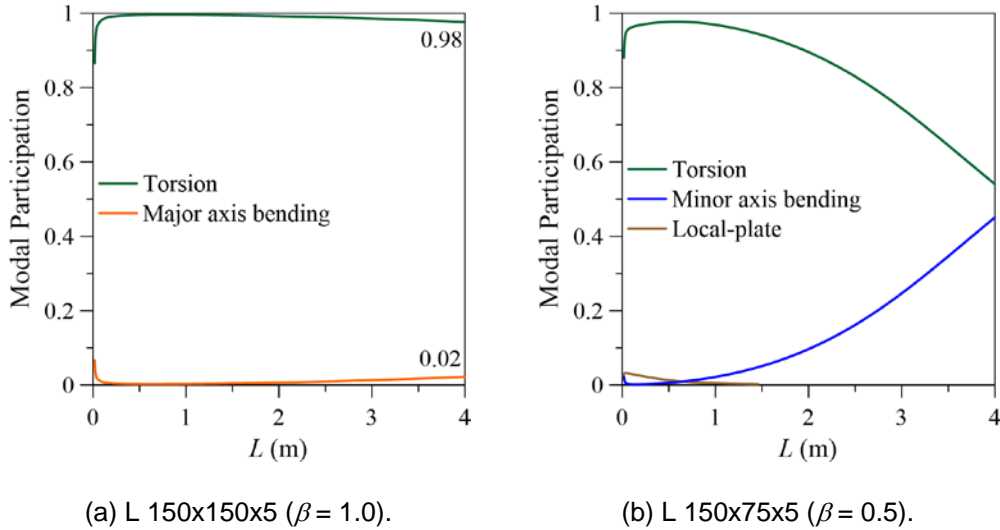 1
0.8
0.6
0.4
0.2
0
Modal Participation
0.98
Torsion
Major axis bending
0.02
0 1 2 3 4
L (m)
(a) L 150x150x5 (β = 1.0).
1
0.8
0.6
0.4
0.2
0
Modal Participation
Torsion
Minor axis bending
Local-plate
0 1 2 3 4
L (m)
(b) L 150x75x5 (β = 0.5).